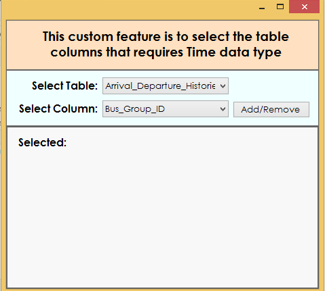 This custom feature is to select the table
columns that requires Time data type
Select Table: Arrival_Departure_Historie
Select Column: Bus_Group_ID Add/Remove
Selected: